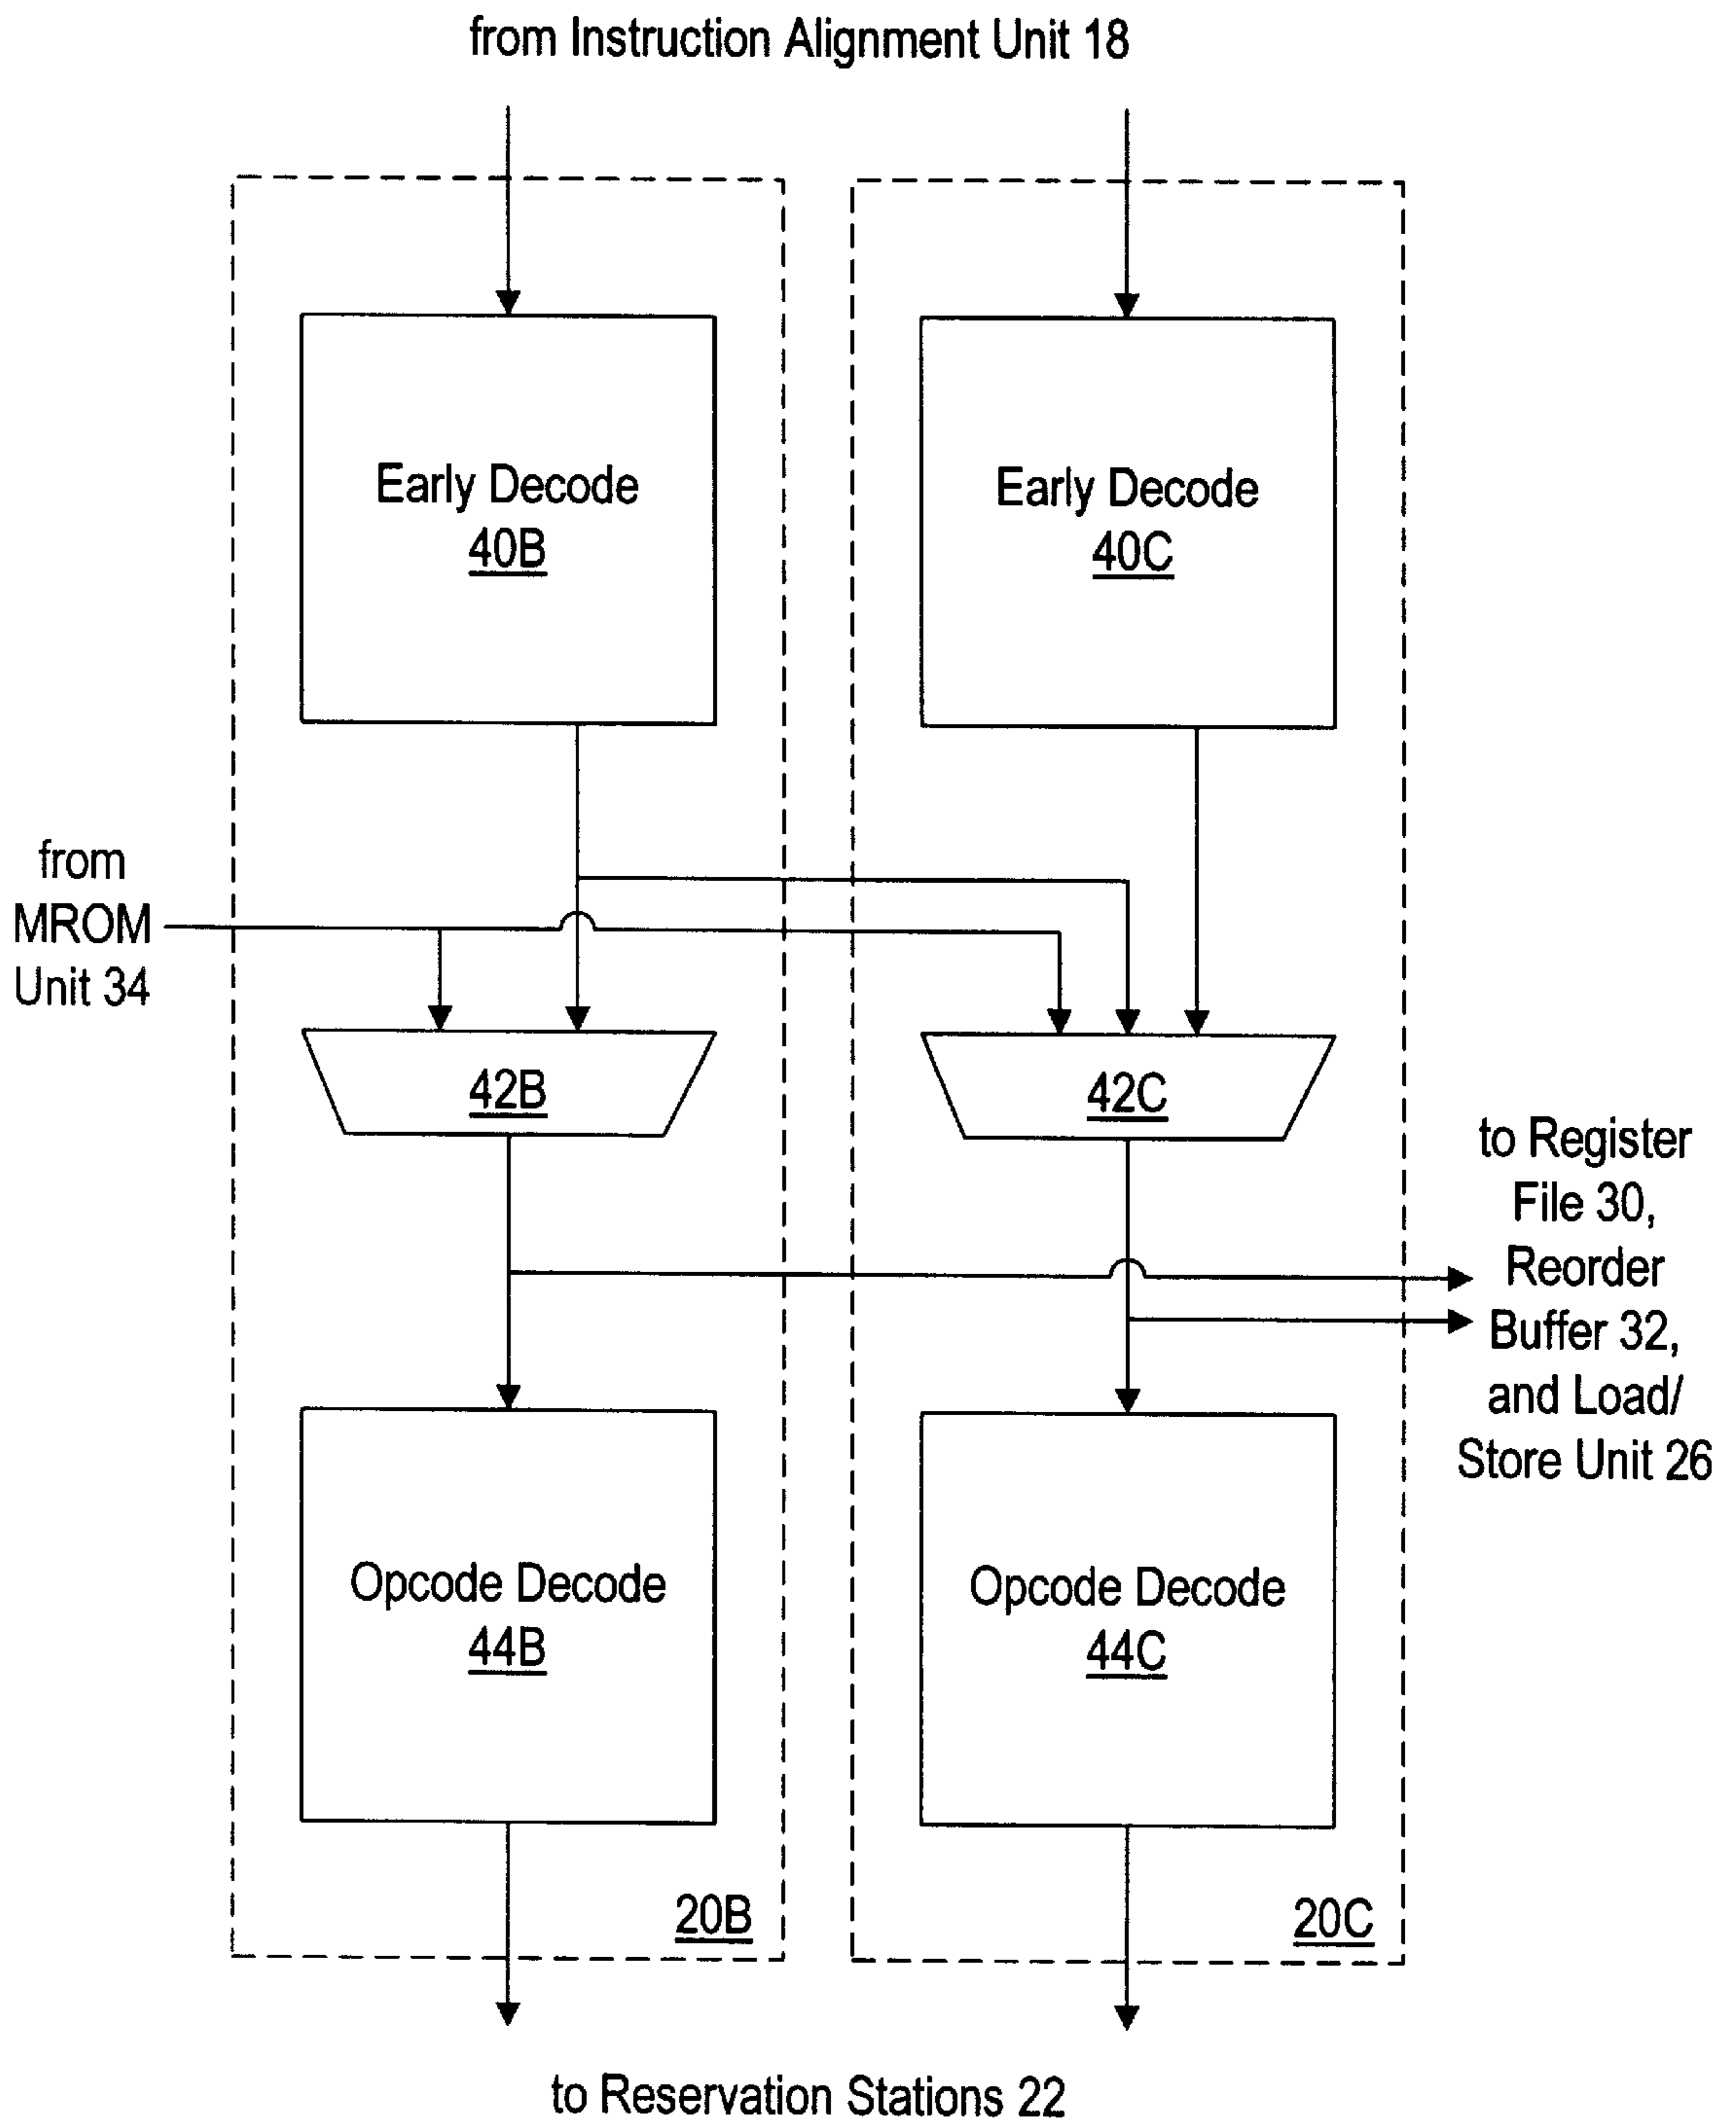 from Instruction Alignment Unit 18
Early Decode
40B
Early Decode
40C
from
MROM
Unit 34
42B
42C
to Register
File 30,
Reorder
Buffer 32,
and Load/
Store Unit 26
Opcode Decode
44B
Opcode Decode
44C
20B
20C
to Reservation Stations 22